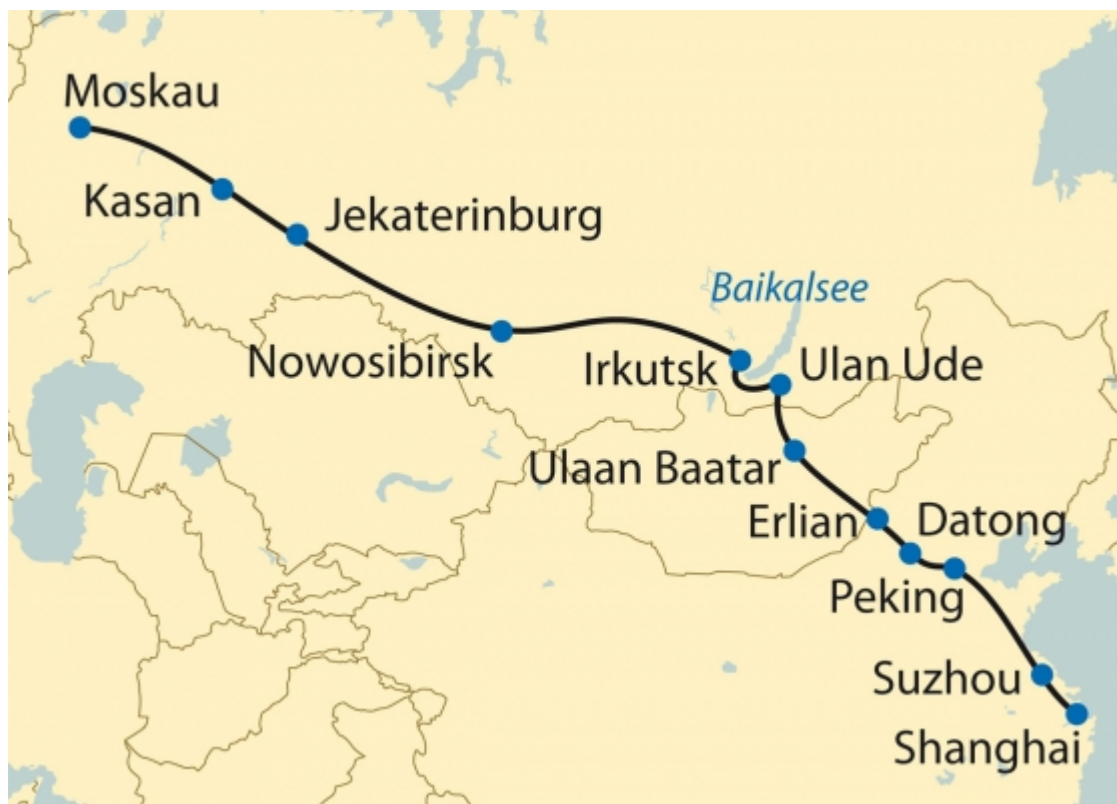 Moskau
Kasan
Jekaterinburg
Baikalsee
Nowosibirsk
Irkutsk
Ulan Ude
Ulaan Baatar
Erlian
Datong
Peking
Suzhou
Shanghai